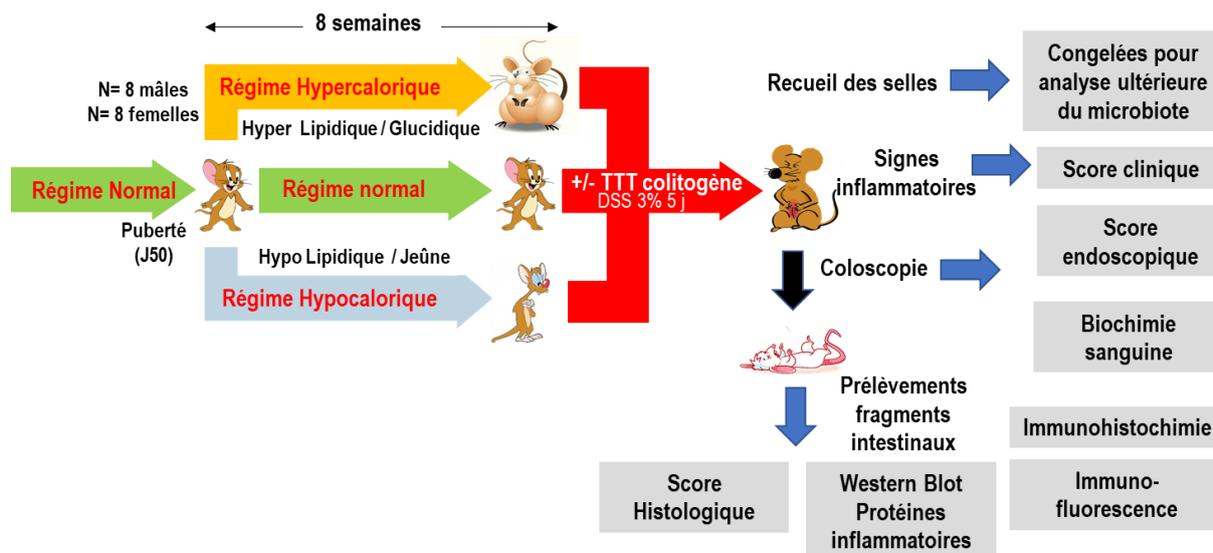 8 semaines
N= 8 mâles
N= 8 femelles
Régime Hypercalorique
Hyper Lipidique / Glucidique
Régime Normal
Puberté
(J50)
Régime normal
Hypo Lipidique / Jeûne
Régime Hypocalorique
+/- TTT colitogène
DSS 3% 5 j
Recueil des selles
Congelées pour
analyse ultérieure
du microbiote
Signes
inflammatoires
Score clinique
Coloscopie
Score
endoscopique
Biochimie
sanguine
Prélèvements
fragments
intestinaux
Immunohistochimie
Score
Histologique
Western Blot
Protéines
inflammatoires
Immuno-
fluorescence